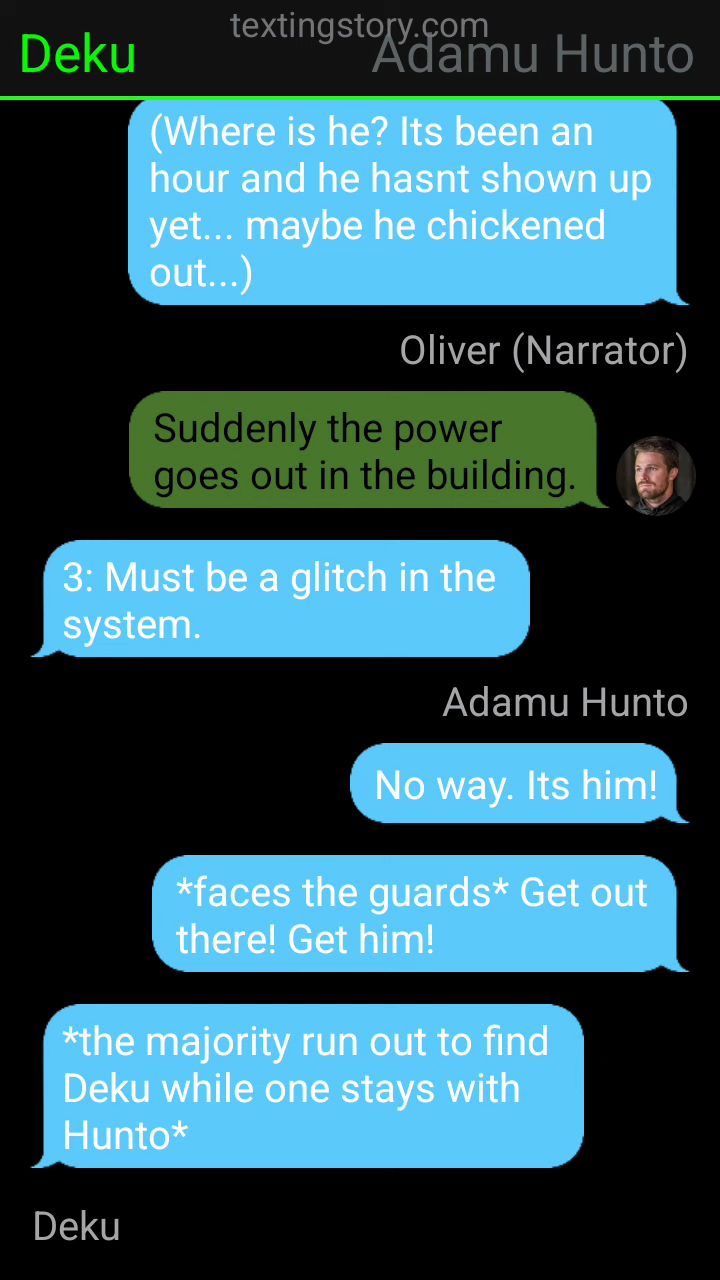 textingstory.com
Deku
Adamu Hunto
(Where is he? Its been an
hour and he hasnt shown up
yet... maybe he chickened
out...)
Oliver (Narrator)
Suddenly the power
goes out in the building.
3: Must be a glitch in the
system.
Adamu Hunto
No way. Its him!
*faces the guards* Get out
there! Get him!
*the majority run out to find
Deku while one stays with
Hunto*
Deku